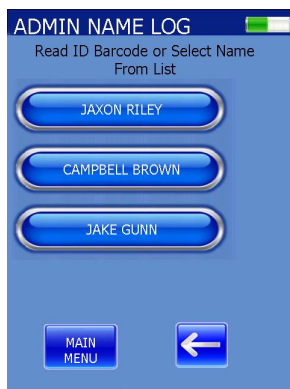 ADMIN NAME LOG
Read ID Barcode or Select Name
From List
JAXON RILEY
CAMPBELL BROWN
JAKE GUNN
MAIN
MENU